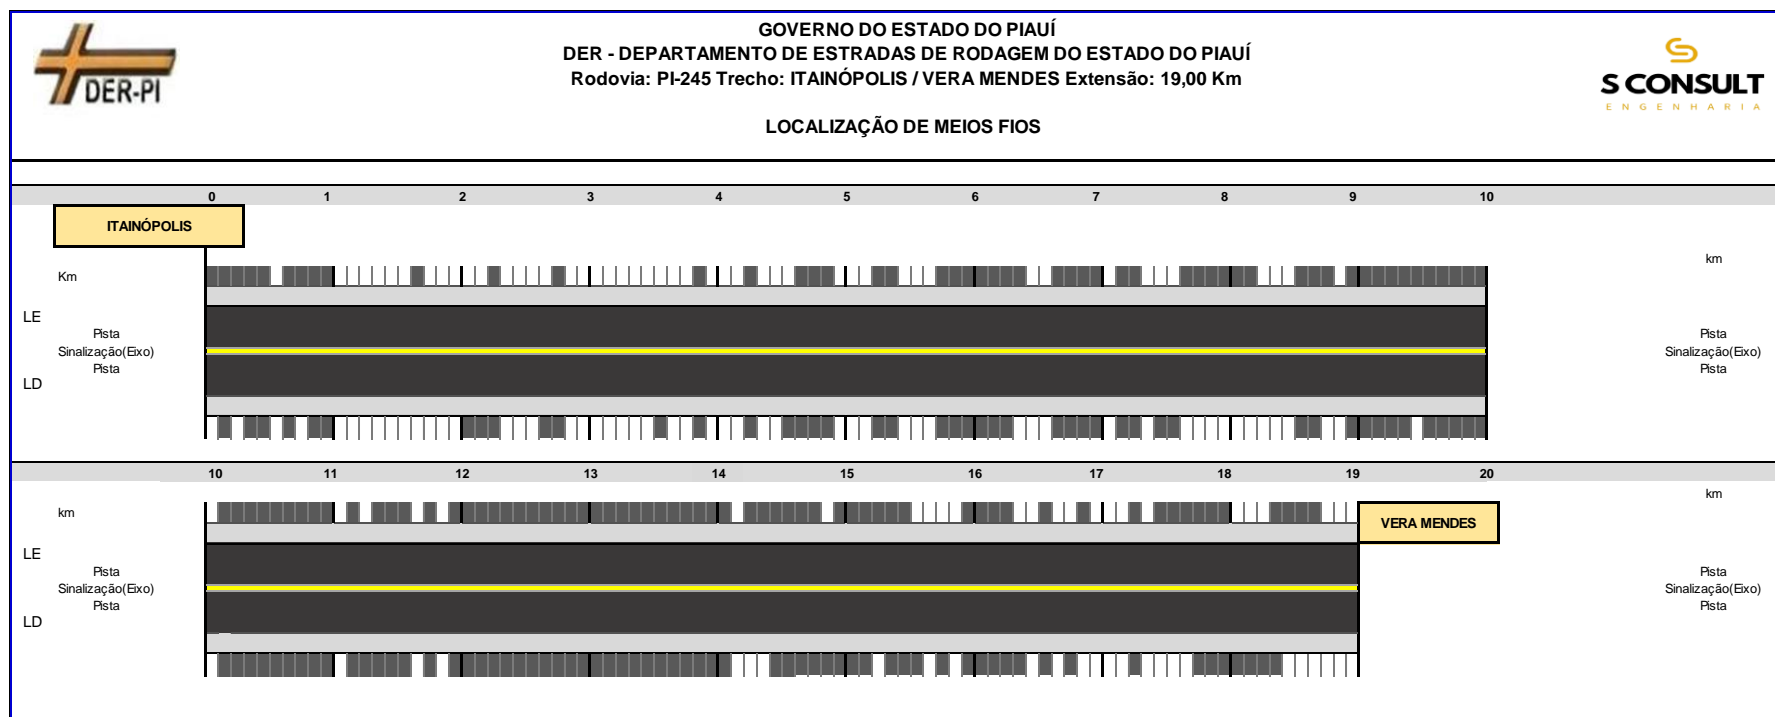 GOVERNO DO ESTADO DO PIAUÍ
DER - DEPARTAMENTO DE ESTRADAS DE RODAGEM DO ESTADO DO PIAUÍ
Rodovia: PI-245 Trecho: ITAINÓPOLIS / VERA MENDES Extensão: 19,00 Km
DER-PI
S CONSULT
ENGENHARIA
LOCALIZAÇÃO DE MEIOS FIOS
0 1 2 3 4 5 6 7 8 9 10
ITAINÓPOLIS
Km km
LE
Pista Pista
Sinalização(Eixo) Sinalização(Eixo)
Pista Pista
LD
10 11 12 13 14 15 16 17 18 19 20
km km
VERA MENDES
LE
Pista Pista
Sinalização(Eixo) Sinalização(Eixo)
Pista Pista
LD